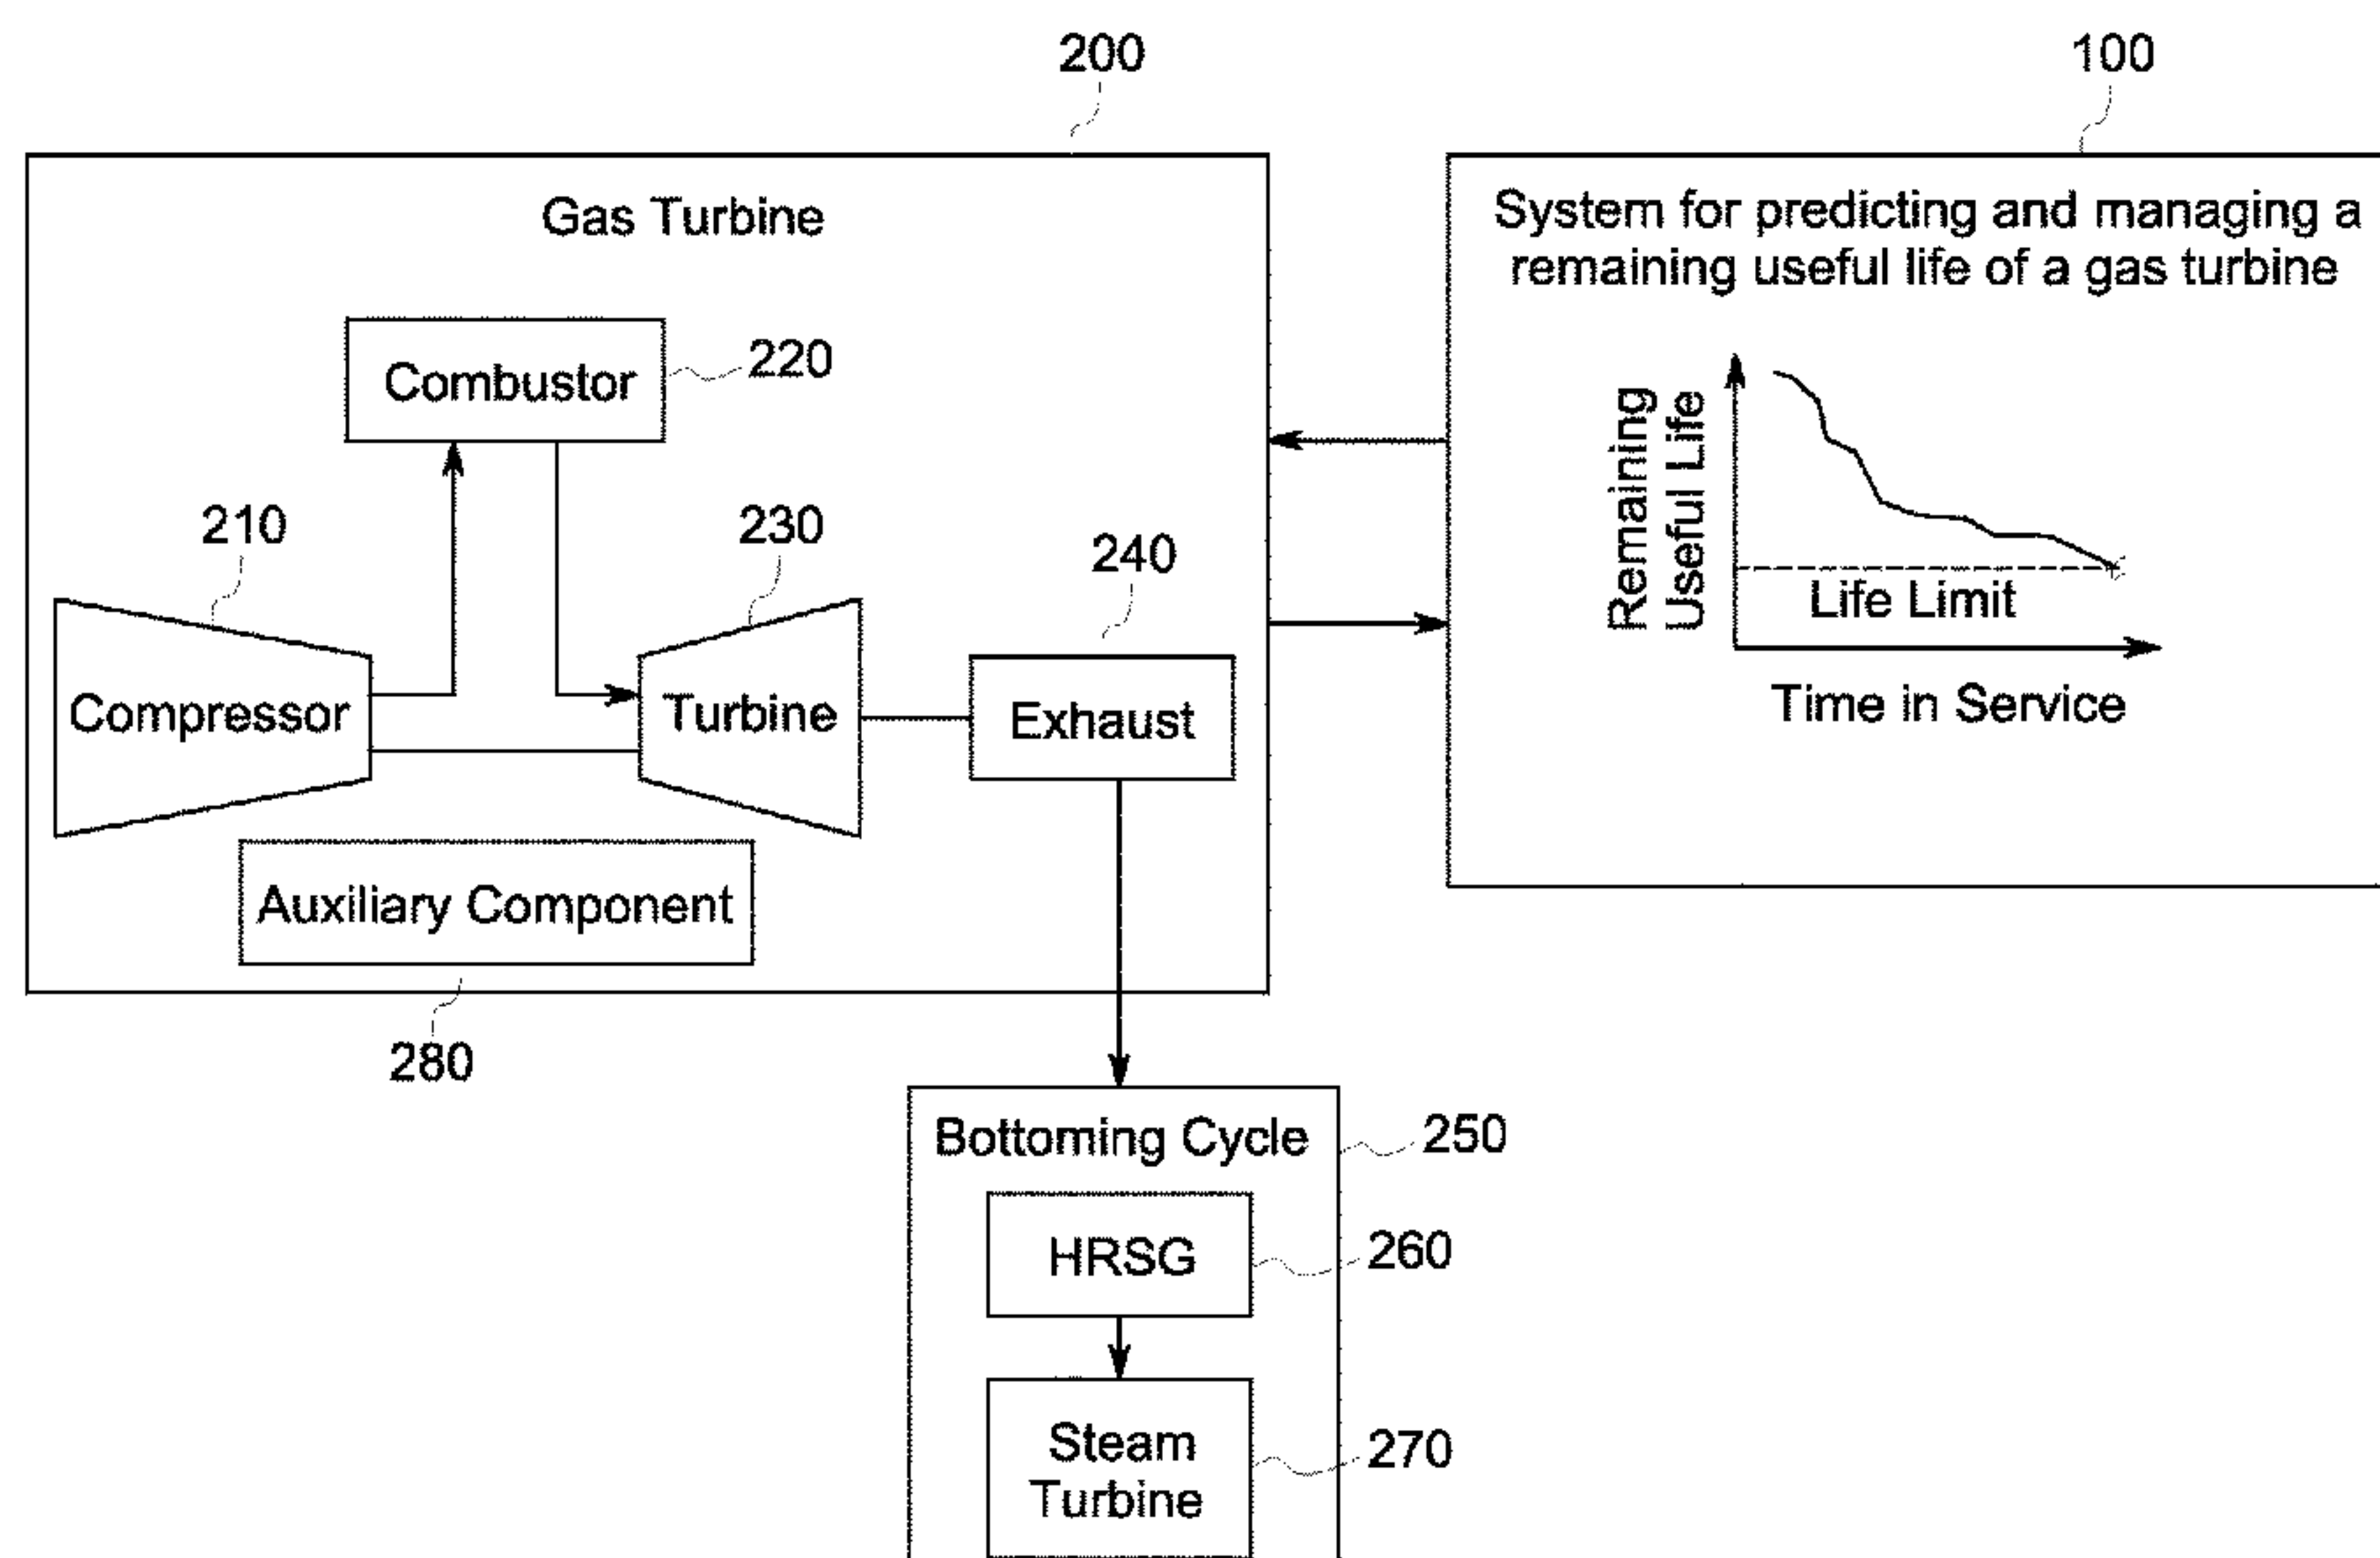 200
100
Gas Turbine
System for predicting and managing a
remaining useful life of a gas turbine
Combustor
220
Remaining
Useful Life
Life Limit
Time in Service
210
230
240
Compressor
Turbine
Exhaust
Auxiliary Component
280
Bottoming Cycle
250
HRSG
260
Steam
Turbine
270